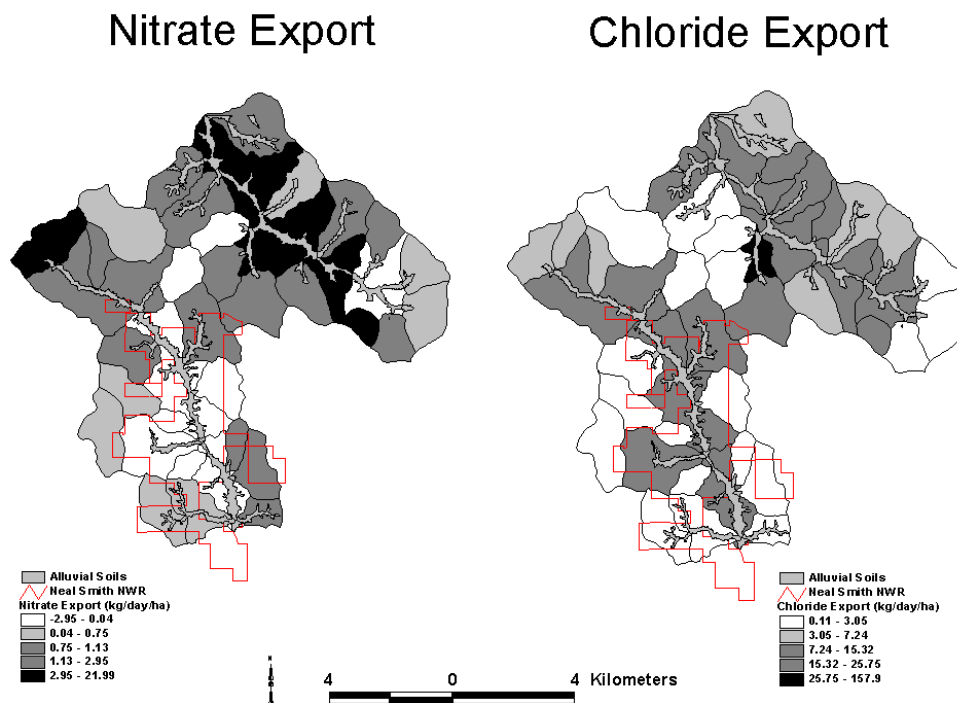 Nitrate Export
Chloride Export
Alluvial Soils
Neal Smith NWR
Nitrate Export (kg/day/ha)
-2.95 - 0.04
0.04 - 0.75
0.75 - 1.13
1.13 - 2.95
2.95 - 21.99
Alluvial Soils
Neal Smith NWR
Chloride Export (kg/day/ha)
0.11 - 3.05
3.05 - 7.24
7.24 - 15.32
15.32 - 25.75
25.75 - 157.9
4 0 4 Kilometers